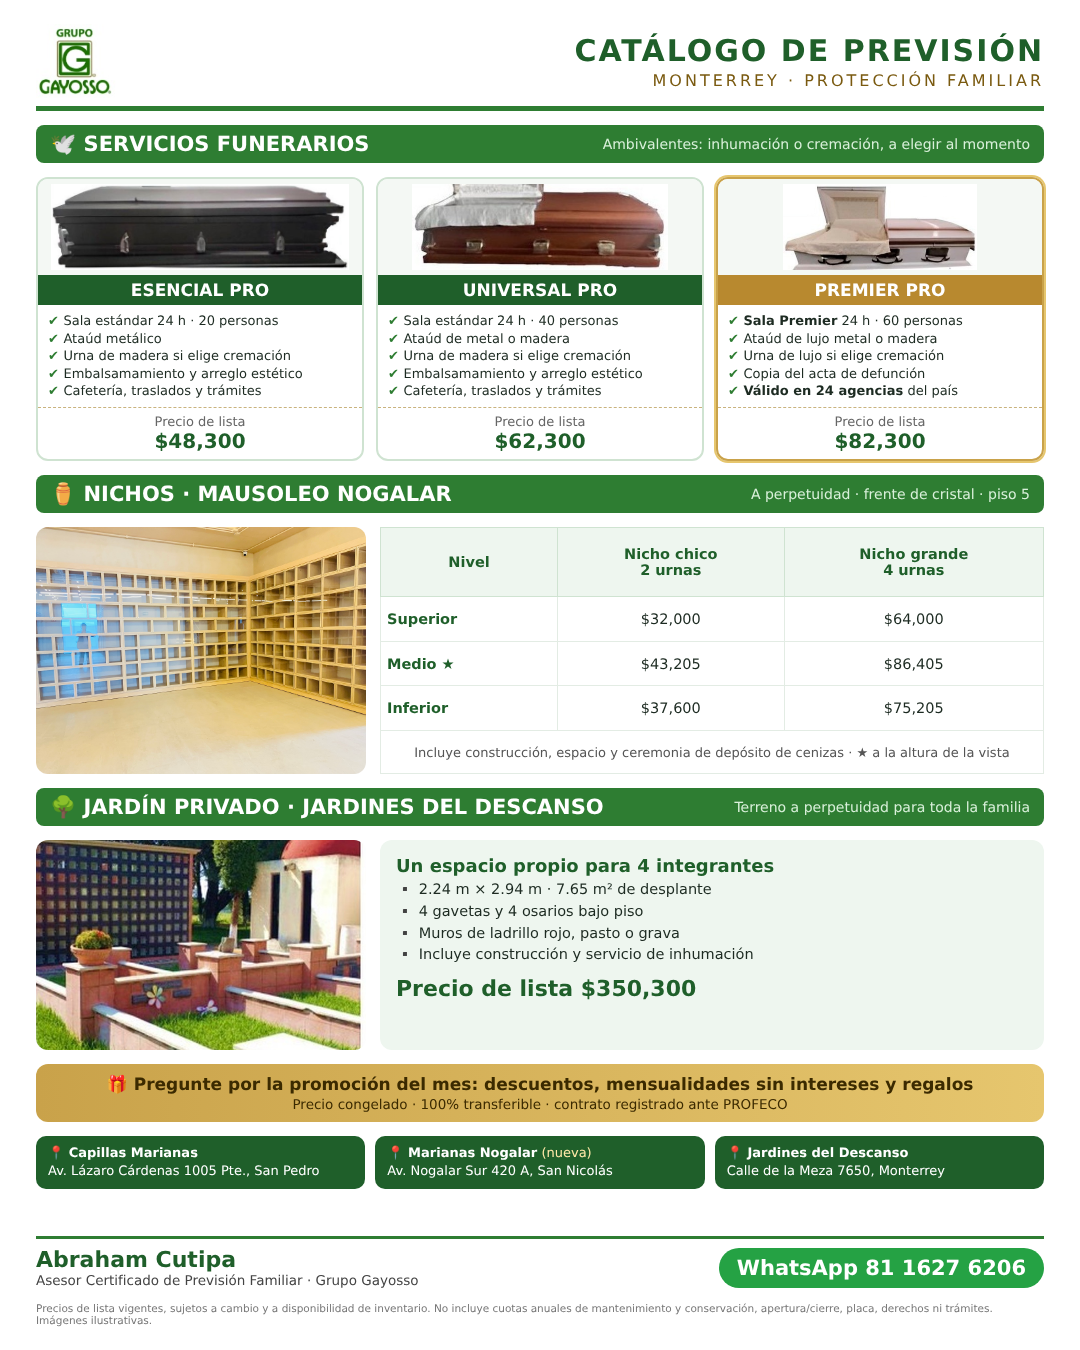 GRUPO
G
GAYOSSO
CATÁLOGO DE PREVISIÓN
MONTERREY · PROTECCIÓN FAMILIAR
🕊️ SERVICIOS FUNERARIOS
Ambivalentes: inhumación o cremación, a elegir al momento
ESENCIAL PRO
✔ Sala estándar 24 h · 20 personas
✔ Ataúd metálico
✔ Urna de madera si elige cremación
✔ Embalsamamiento y arreglo estético
✔ Cafetería, traslados y trámites
Precio de lista
$48,300
UNIVERSAL PRO
✔ Sala estándar 24 h · 40 personas
✔ Ataúd de metal o madera
✔ Urna de madera si elige cremación
✔ Embalsamamiento y arreglo estético
✔ Cafetería, traslados y trámites
Precio de lista
$62,300
PREMIER PRO
✔ Sala Premier 24 h · 60 personas
✔ Ataúd de lujo metal o madera
✔ Urna de lujo si elige cremación
✔ Copia del acta de defunción
✔ Válido en 24 agencias del país
Precio de lista
$82,300
⚱️ NICHOS · MAUSOLEO NOGALAR
A perpetuidad · frente de cristal · piso 5
Nivel
Nicho chico
2 urnas
Nicho grande
4 urnas
Superior $32,000 $64,000
Medio ★ $43,205 $86,405
Inferior $37,600 $75,205
Incluye construcción, espacio y ceremonia de depósito de cenizas · ★ a la altura de la vista
🌳 JARDÍN PRIVADO · JARDINES DEL DESCANSO
Terreno a perpetuidad para toda la familia
Un espacio propio para 4 integrantes
▪ 2.24 m × 2.94 m · 7.65 m² de desplante
▪ 4 gavetas y 4 osarios bajo piso
▪ Muros de ladrillo rojo, pasto o grava
▪ Incluye construcción y servicio de inhumación
Precio de lista $350,300
🎁 Pregunte por la promoción del mes: descuentos, mensualidades sin intereses y regalos
Precio congelado · 100% transferible · contrato registrado ante PROFECO
📍 Capillas Marianas
Av. Lázaro Cárdenas 1005 Pte., San Pedro
📍 Marianas Nogalar (nueva)
Av. Nogalar Sur 420 A, San Nicolás
📍 Jardines del Descanso
Calle de la Meza 7650, Monterrey
Abraham Cutipa
Asesor Certificado de Previsión Familiar · Grupo Gayosso
WhatsApp 81 1627 6206
Precios de lista vigentes, sujetos a cambio y a disponibilidad de inventario. No incluye cuotas anuales de mantenimiento y conservación, apertura/cierre, placa, derechos ni trámites.
Imágenes ilustrativas.